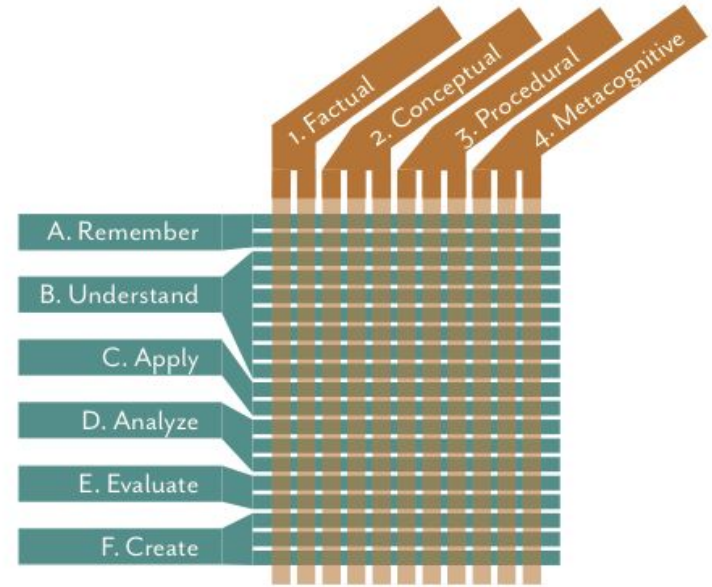 1. Factual
2. Conceptual
3. Procedural
4. Metacognitive
A. Remember
B. Understand
C. Apply
D. Analyze
E. Evaluate
F. Create